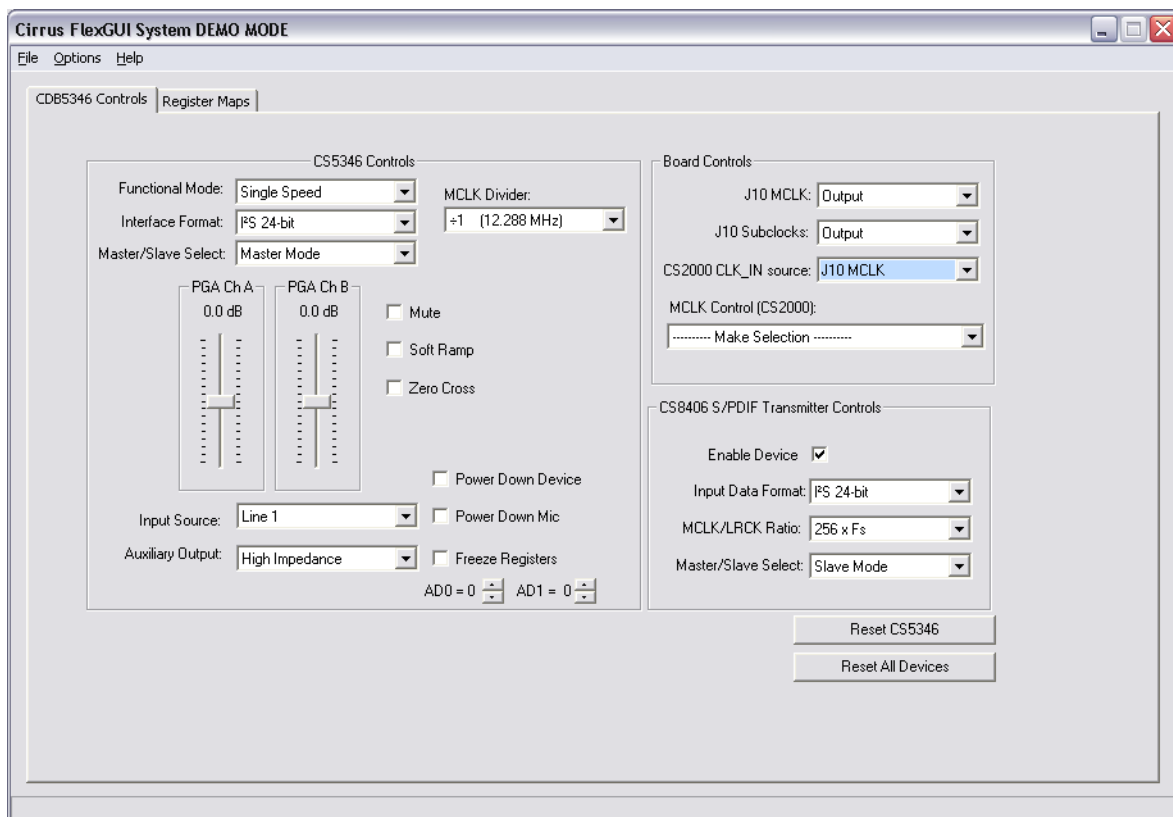 Cirrus FlexGUI System DEMO MODE
File Options Help
CDB5346 Controls Register Maps
CS5346 Controls
Functional Mode: Single Speed
Interface Format: I²S 24-bit
Master/Slave Select: Master Mode
MCLK Divider:
÷1 (12.288 MHz)
PGA Ch A PGA Ch B
0.0 dB 0.0 dB
Mute
Soft Ramp
Zero Cross
Power Down Device
Input Source: Line 1 Power Down Mic
Auxiliary Output: High Impedance Freeze Registers
AD0 = 0 AD1 = 0
Board Controls
J10 MCLK: Output
J10 Subclocks: Output
CS2000 CLK_IN source: J10 MCLK
MCLK Control (CS2000):
---------- Make Selection ----------
CS8406 S/PDIF Transmitter Controls
Enable Device
Input Data Format: I²S 24-bit
MCLK/LRCK Ratio: 256 x Fs
Master/Slave Select: Slave Mode
Reset CS5346
Reset All Devices